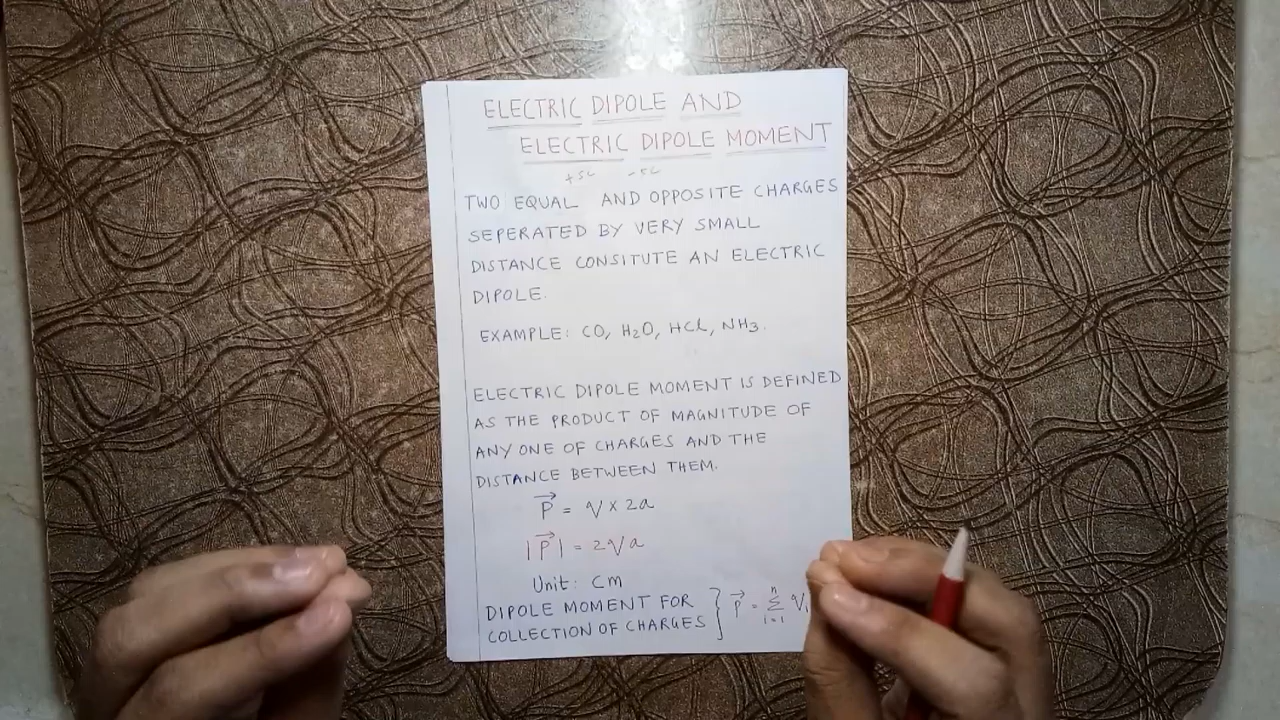 ELECTRIC DIPOLE AND
ELECTRIC DIPOLE MOMENT
TWO EQUAL AND OPPOSITE CHARGES
SEPERATED BY VERY SMALL
DISTANCE CONSITUTE AN ELECTRIC
DIPOLE.
EXAMPLE: CO, H₂O, HCl, NH₃.
ELECTRIC DIPOLE MOMENT IS DEFINED
AS THE PRODUCT OF MAGNITUDE OF
ANY ONE OF CHARGES AND THE
DISTANCE BETWEEN THEM.
P⃗ = q × 2a
|P⃗| = 2qa
Unit: Cm
DIPOLE MOMENT FOR
COLLECTION OF CHARGES } P⃗ = Σ n i=1 qᵢ